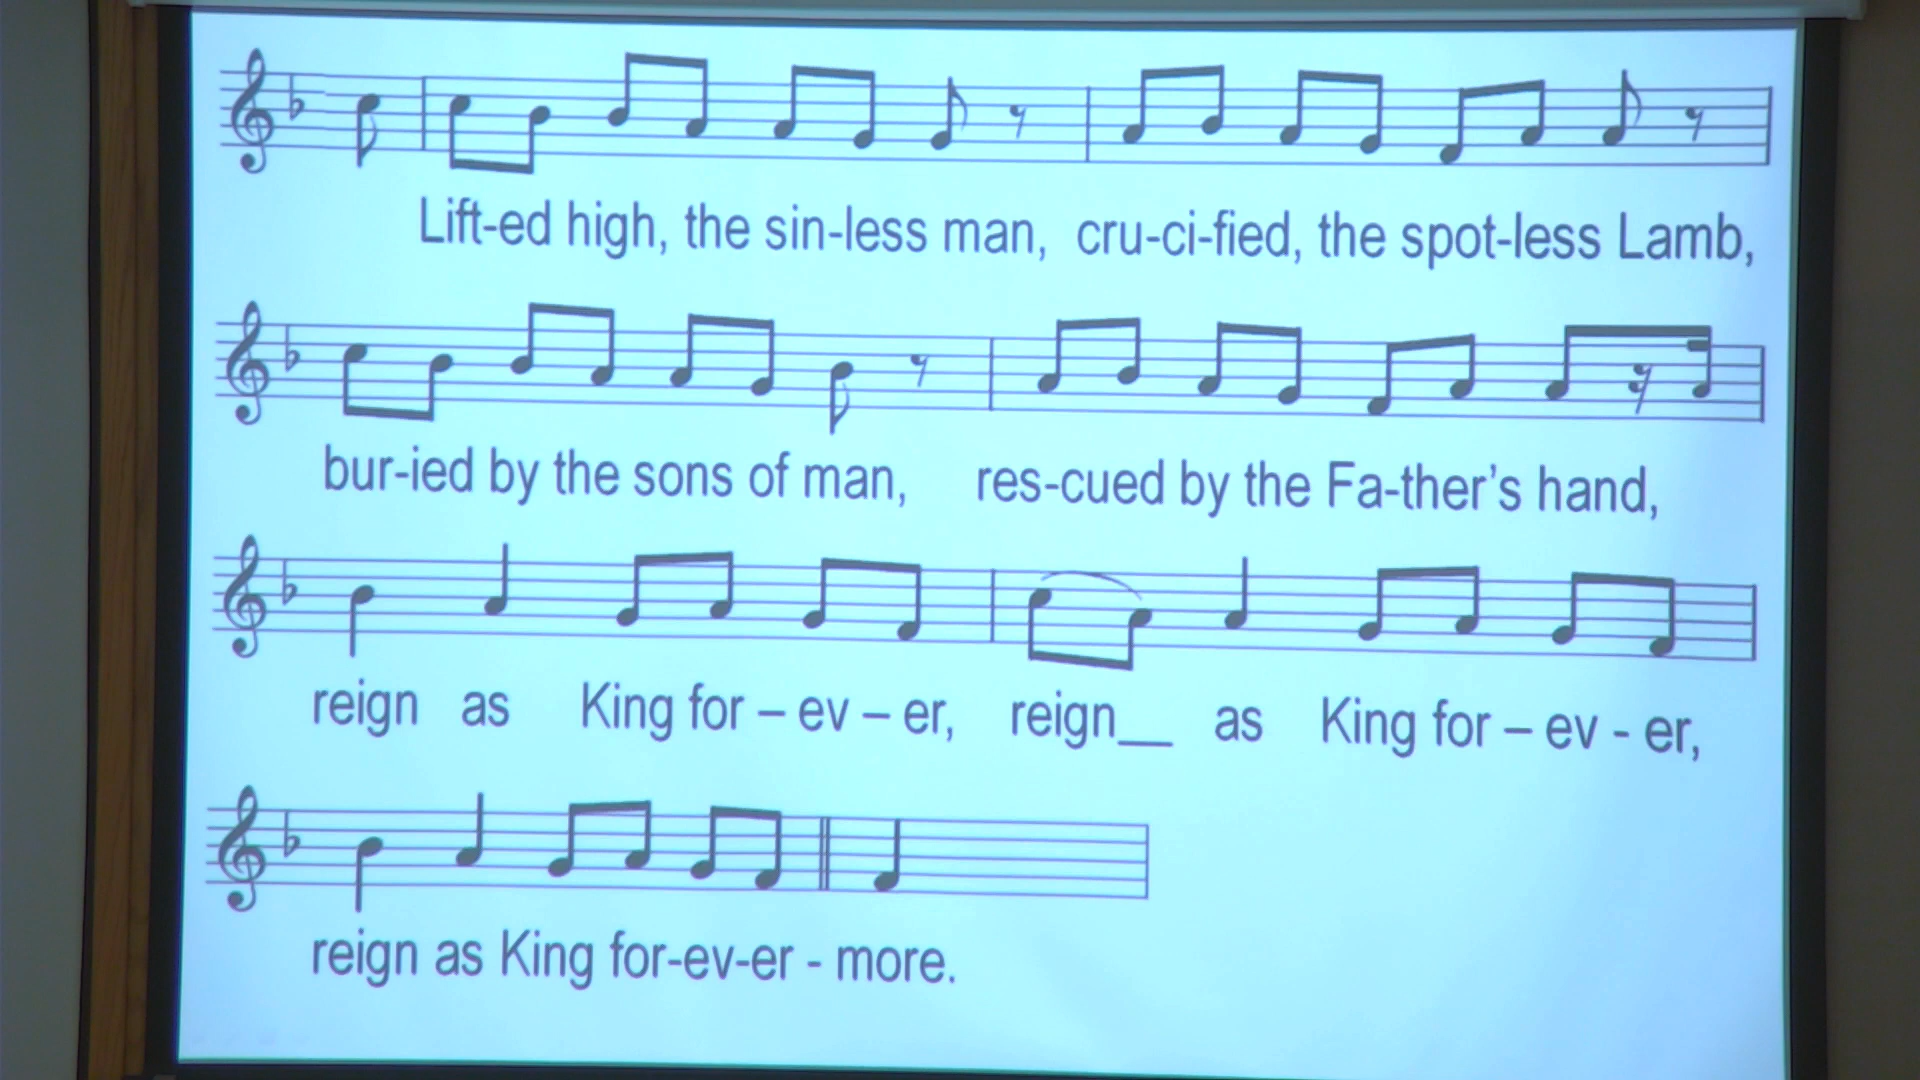 Lift-ed high, the sin-less man, cru-ci-fied, the spot-less Lamb,
bur-ied by the sons of man, res-cued by the Fa-ther's hand,
reign as King for – ev – er, reign__ as King for – ev - er,
reign as King for-ev-er - more.